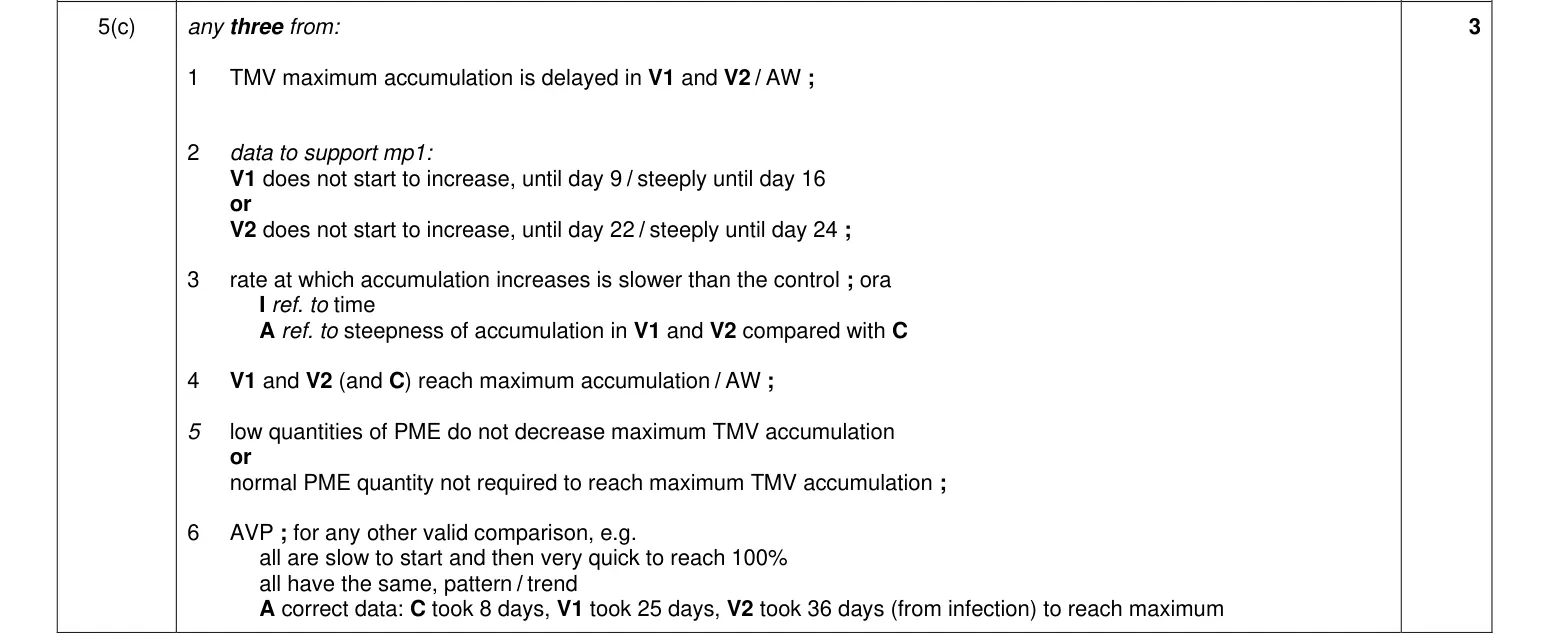 5(c) any three from: 3
1 TMV maximum accumulation is delayed in V1 and V2 / AW ;
2 data to support mp1:
V1 does not start to increase, until day 9 / steeply until day 16
or
V2 does not start to increase, until day 22 / steeply until day 24 ;
3 rate at which accumulation increases is slower than the control ; ora
I ref. to time
A ref. to steepness of accumulation in V1 and V2 compared with C
4 V1 and V2 (and C) reach maximum accumulation / AW ;
5 low quantities of PME do not decrease maximum TMV accumulation
or
normal PME quantity not required to reach maximum TMV accumulation ;
6 AVP ; for any other valid comparison, e.g.
all are slow to start and then very quick to reach 100%
all have the same, pattern / trend
A correct data: C took 8 days, V1 took 25 days, V2 took 36 days (from infection) to reach maximum